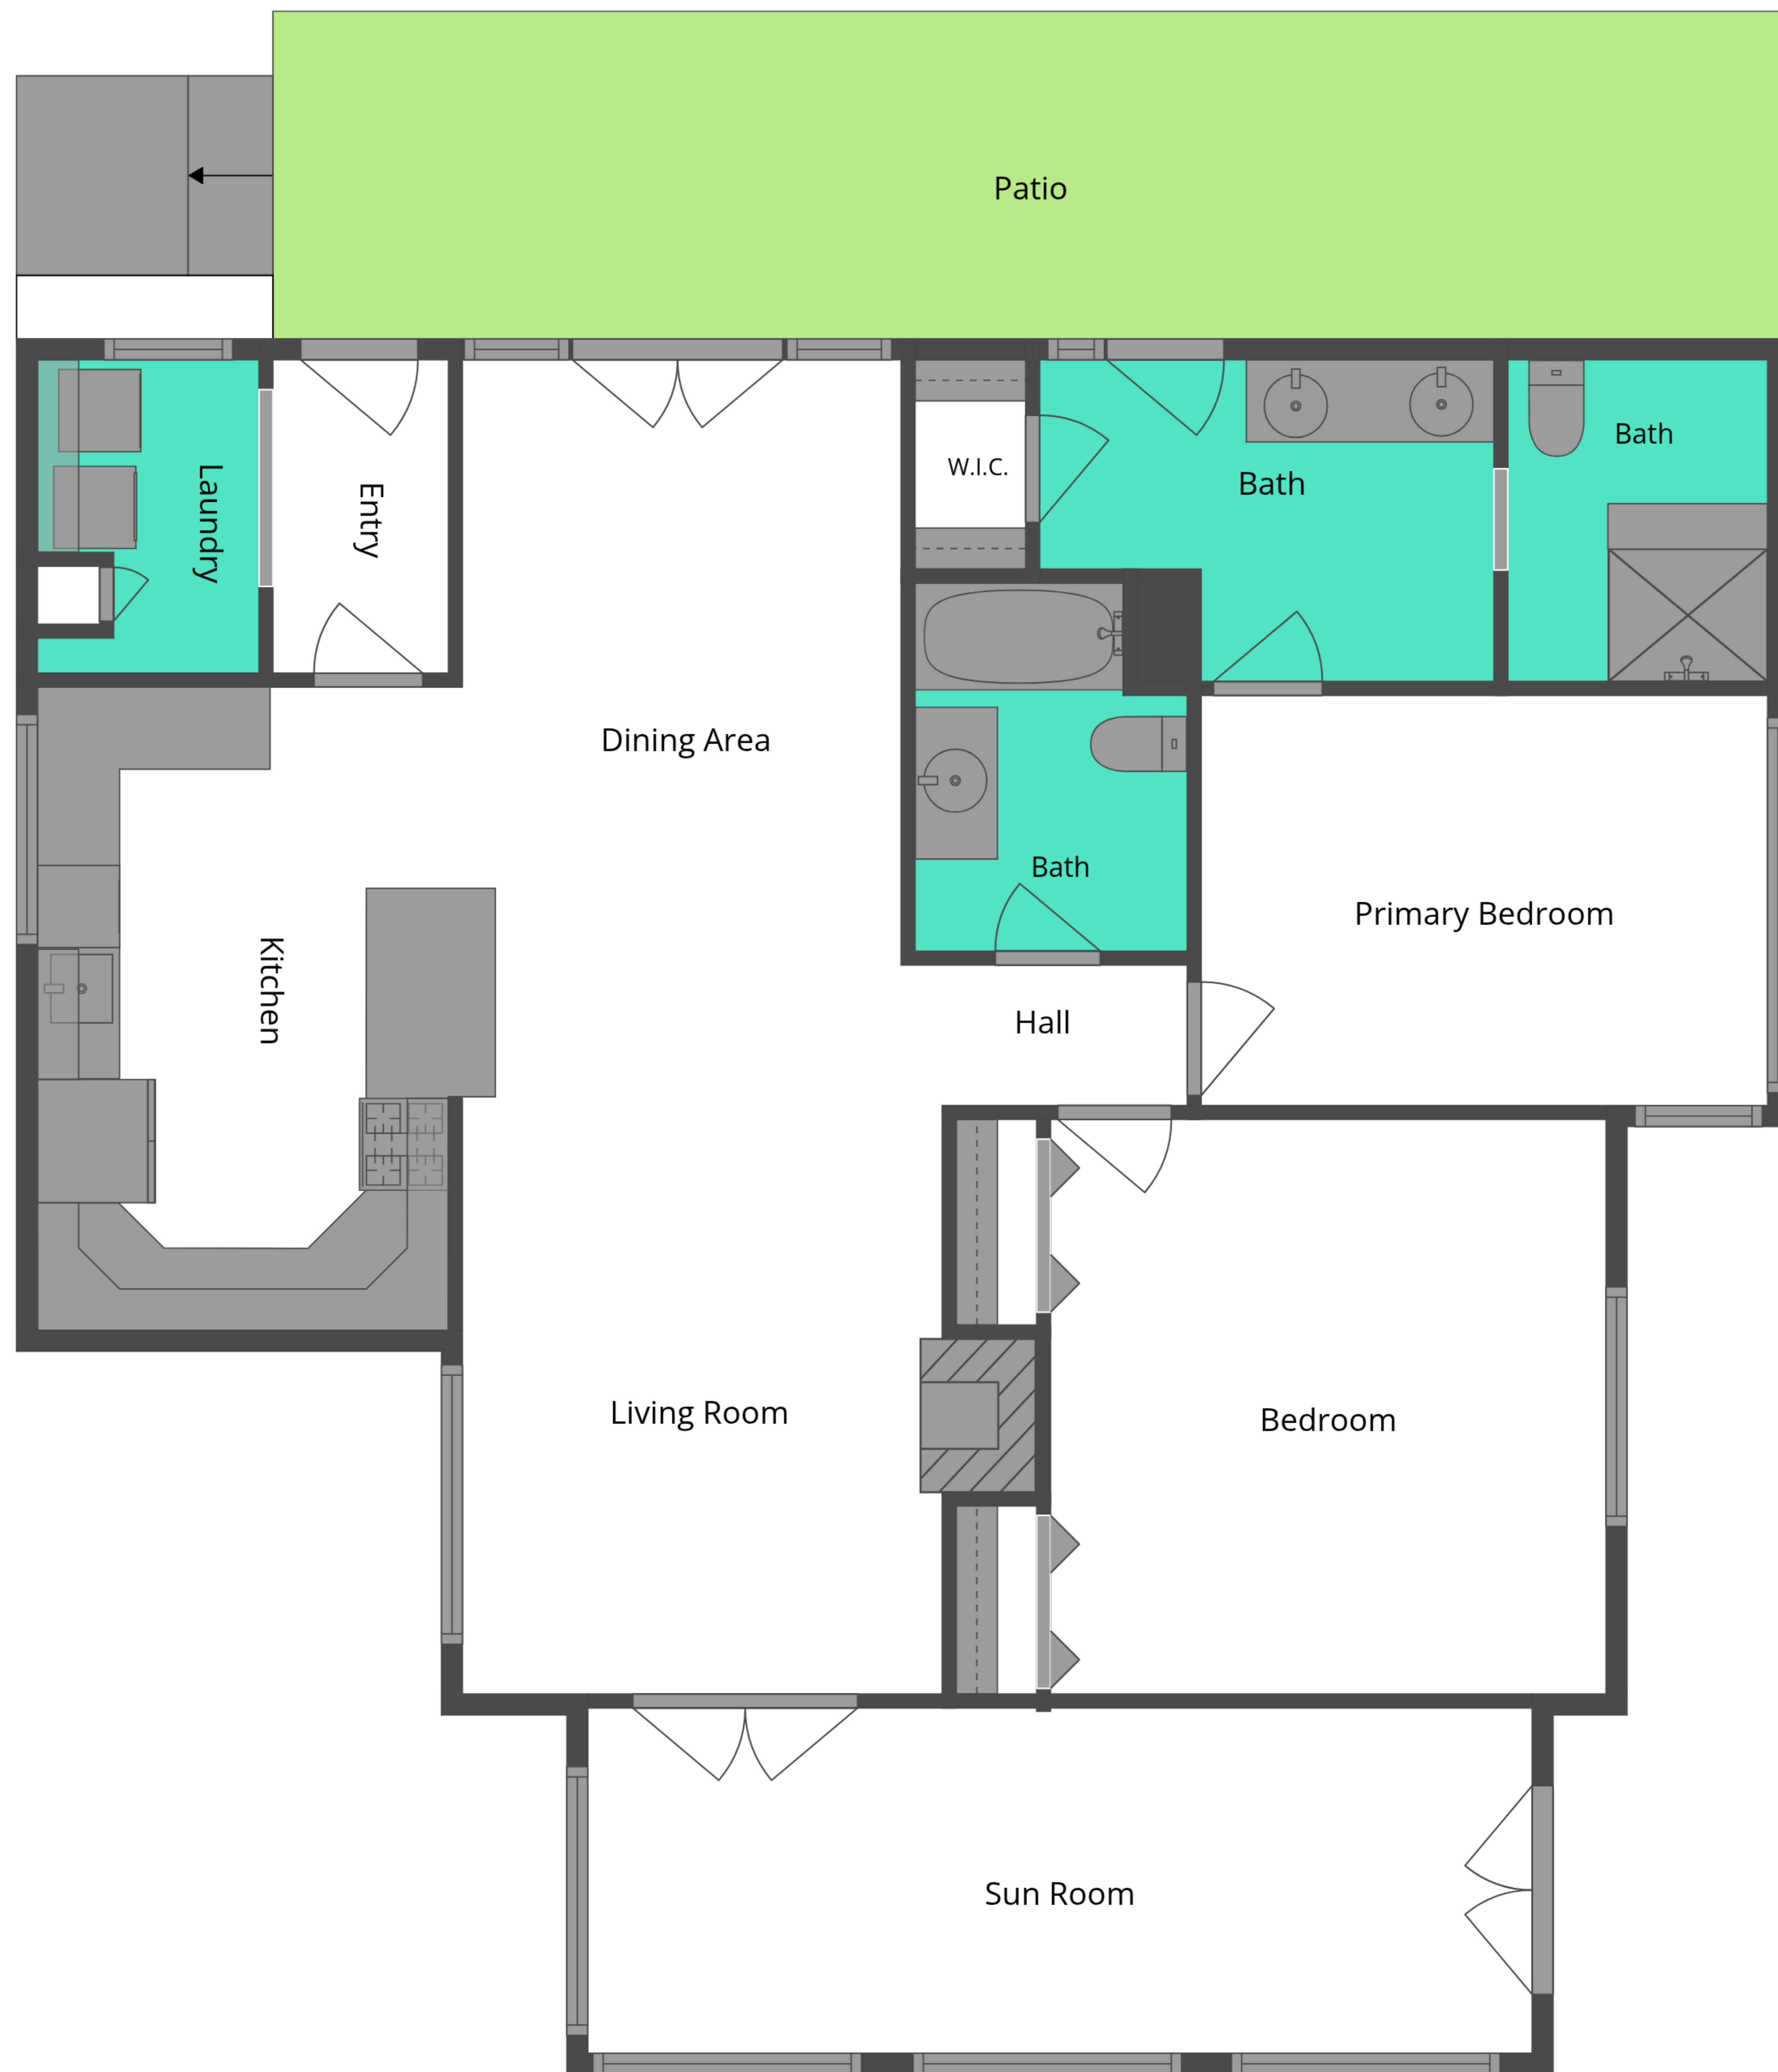 Patio
Bath
W.I.C.
Bath
Laundry
Entry
Dining Area
Bath
Primary Bedroom
Kitchen
Hall
Living Room
Bedroom
Sun Room